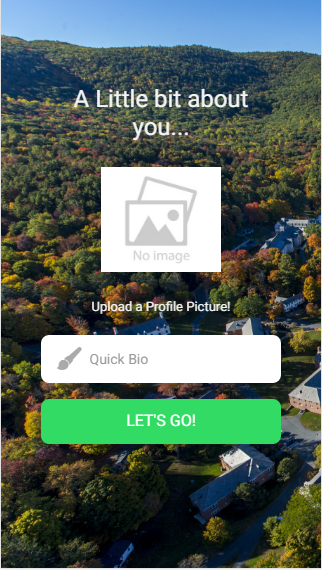 A Little bit about
you...
No image
Upload a Profile Picture!
Quick Bio
LET'S GO!